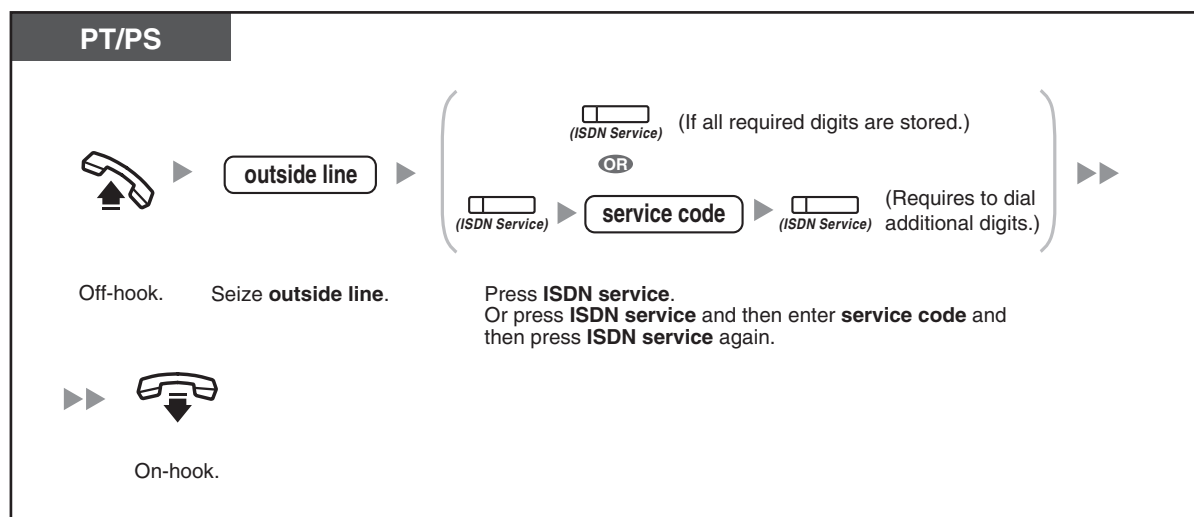 PT/PS
(ISDN Service) (If all required digits are stored.)
OR
outside line
(ISDN Service) service code (ISDN Service) (Requires to dial
additional digits.)
Off-hook.
Seize outside line.
Press ISDN service.
Or press ISDN service and then enter service code and
then press ISDN service again.
On-hook.